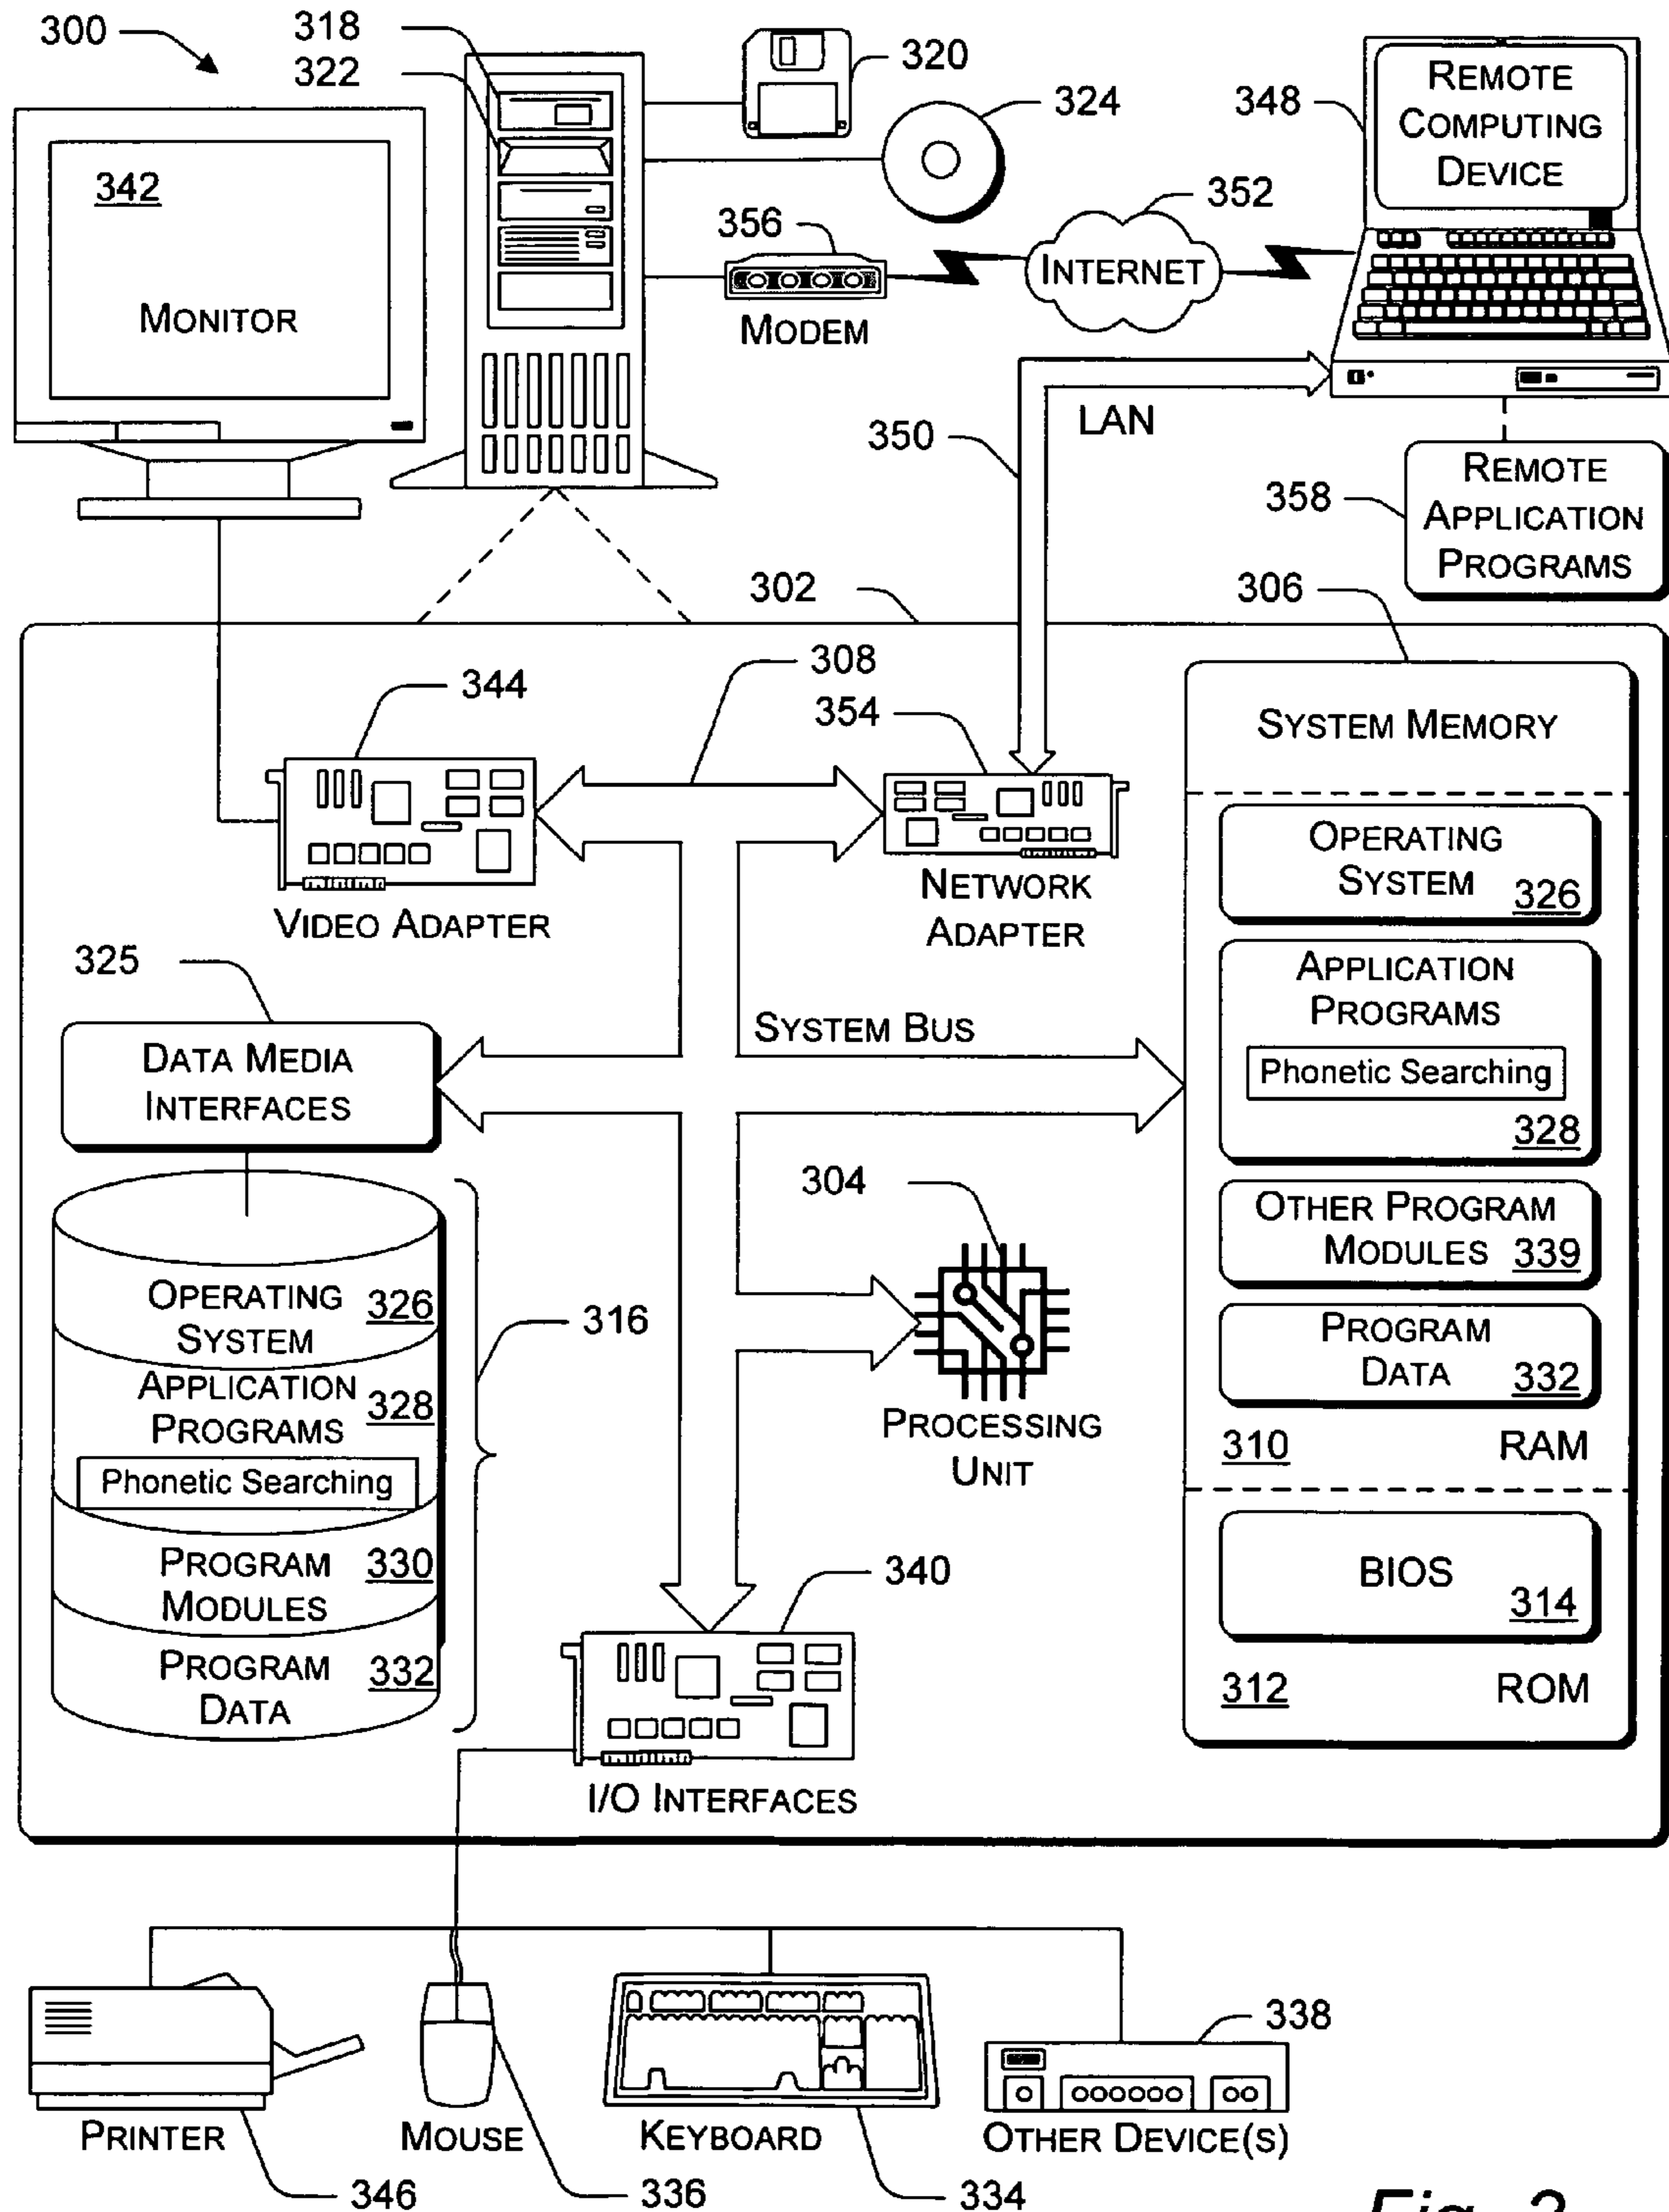 300
318
322
320
324
348
REMOTE
COMPUTING
DEVICE
342
MONITOR
356
MODEM
352
INTERNET
350
LAN
358
REMOTE
APPLICATION
PROGRAMS
302
306
308
344
354
VIDEO ADAPTER
NETWORK
ADAPTER
SYSTEM MEMORY
OPERATING
SYSTEM 326
APPLICATION
PROGRAMS
Phonetic Searching
328
OTHER PROGRAM
MODULES 339
PROGRAM
DATA 332
310 RAM
BIOS
314
312 ROM
325
DATA MEDIA
INTERFACES
SYSTEM BUS
304
PROCESSING
UNIT
OPERATING
SYSTEM 326
316
APPLICATION
PROGRAMS 328
Phonetic Searching
PROGRAM
MODULES 330
PROGRAM
DATA 332
340
I/O INTERFACES
PRINTER
346
MOUSE
336
KEYBOARD
334
338
OTHER DEVICE(S)
Fig.